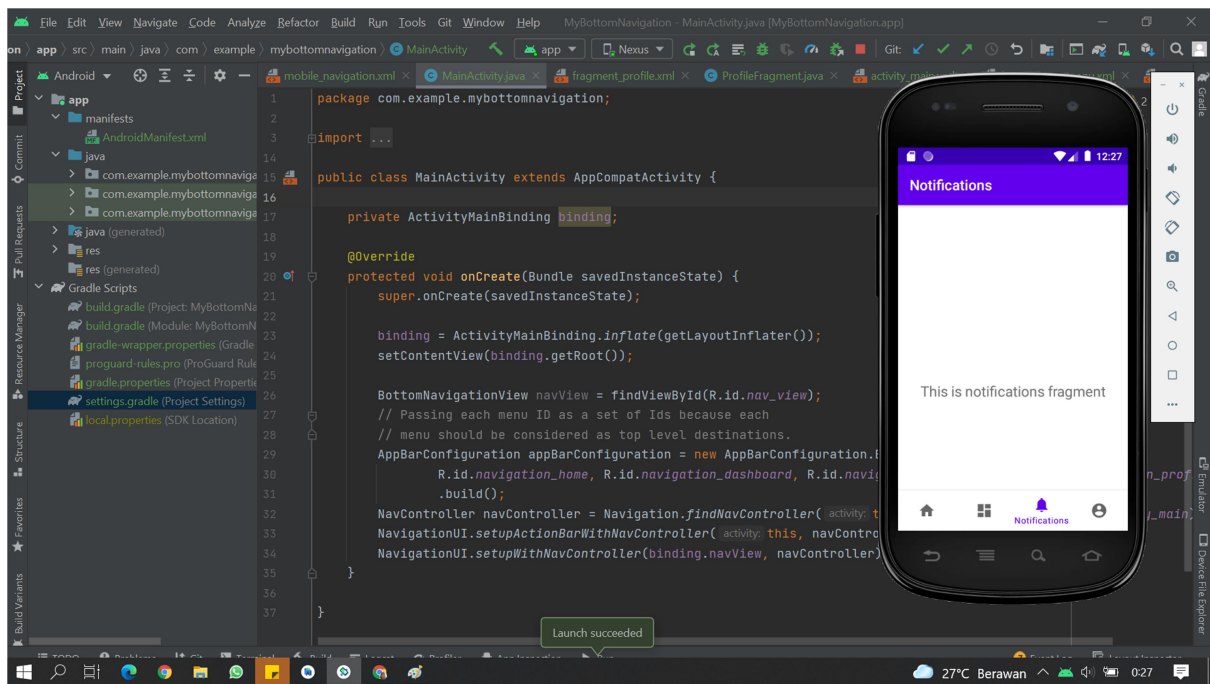 File Edit View Navigate Code Analyze Refactor Build Run Tools Git Window Help MyBottomNavigation - MainActivity.java [MyBottomNavigation.app]
on app src main java com example mybottomnavigation MainActivity app Nexus Git:
Project
Commit
Pull Requests
Resource Manager
Structure
Favorites
Build Variants
Android
app
manifests
AndroidManifest.xml
java
com.example.mybottomnaviga
com.example.mybottomnaviga
com.example.mybottomnaviga
java (generated)
res
res (generated)
Gradle Scripts
build.gradle (Project: MyBottomNa
build.gradle (Module: MyBottomN
gradle-wrapper.properties (Gradle
proguard-rules.pro (ProGuard Rule
gradle.properties (Project Propertie
settings.gradle (Project Settings)
local.properties (SDK Location)
mobile_navigation.xml MainActivity.java fragment_profile.xml ProfileFragment.java
1 package com.example.mybottomnavigation;
2
3 import ...
14
15 public class MainActivity extends AppCompatActivity {
16
17 private ActivityMainBinding binding;
18
19 @Override
20 protected void onCreate(Bundle savedInstanceState) {
21 super.onCreate(savedInstanceState);
22
23 binding = ActivityMainBinding.inflate(getLayoutInflater());
24 setContentView(binding.getRoot());
25
26 BottomNavigationView navView = findViewById(R.id.nav_view);
27 // Passing each menu ID as a set of Ids because each
28 // menu should be considered as top level destinations.
29 AppBarConfiguration appBarConfiguration = new AppBarConfiguration.
30 R.id.navigation_home, R.id.navigation_dashboard, R.id.navig n_prof
31 .build();
32 NavController navController = Navigation.findNavController( activity: t y_main
33 NavigationUI.setupActionBarWithNavController( activity: this, navContro
34 NavigationUI.setupWithNavController(binding.navView, navController)
35 }
36
37 }
2
12:27
Notifications
This is notifications fragment
Notifications
Gradle
Emulator
Device File Explorer
Launch succeeded
27°C Berawan 0:27